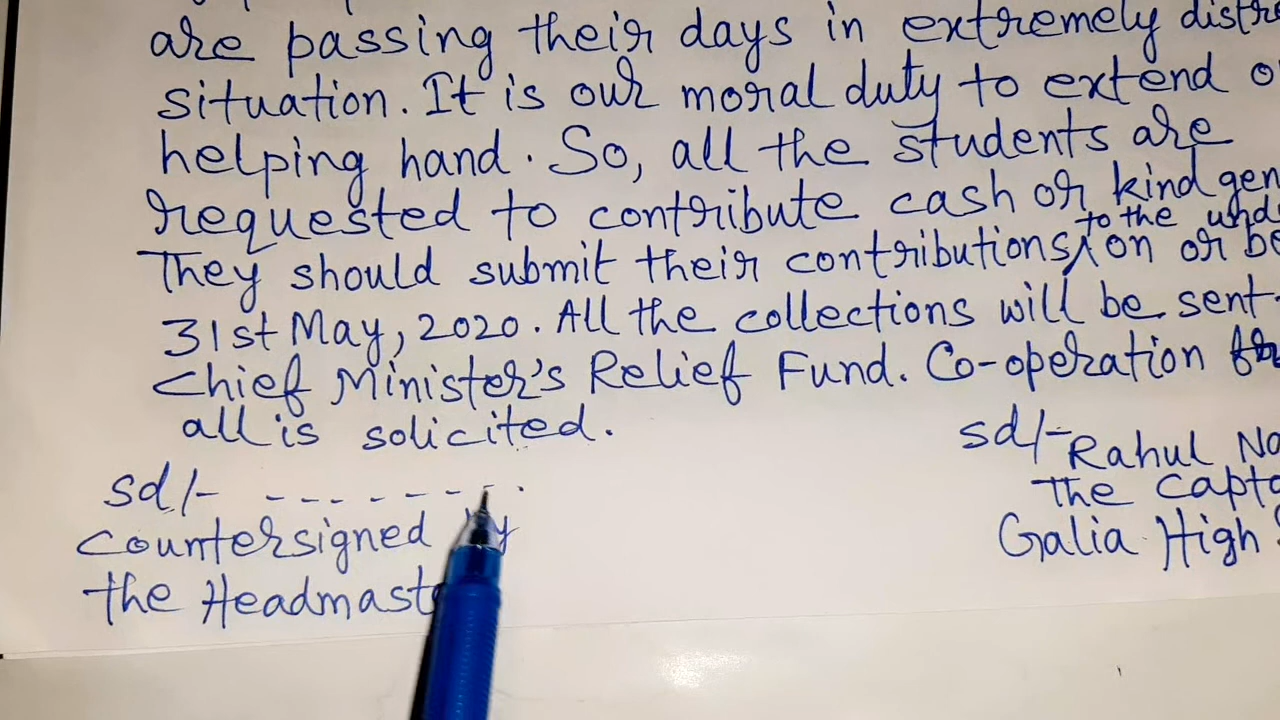 are passing their days in extremely
situation. It is our moral duty to extend
helping hand. So, all the students are
requested to contribute cash or kind
to the
They should submit their contributions on or
31st May, 2020. All the collections will be sent
Chief Minister's Relief Fund. Co-operation
all is solicited.
sd/- Rahul
The
Galia High
sd/- - - - - - - - -
Countersigned
the